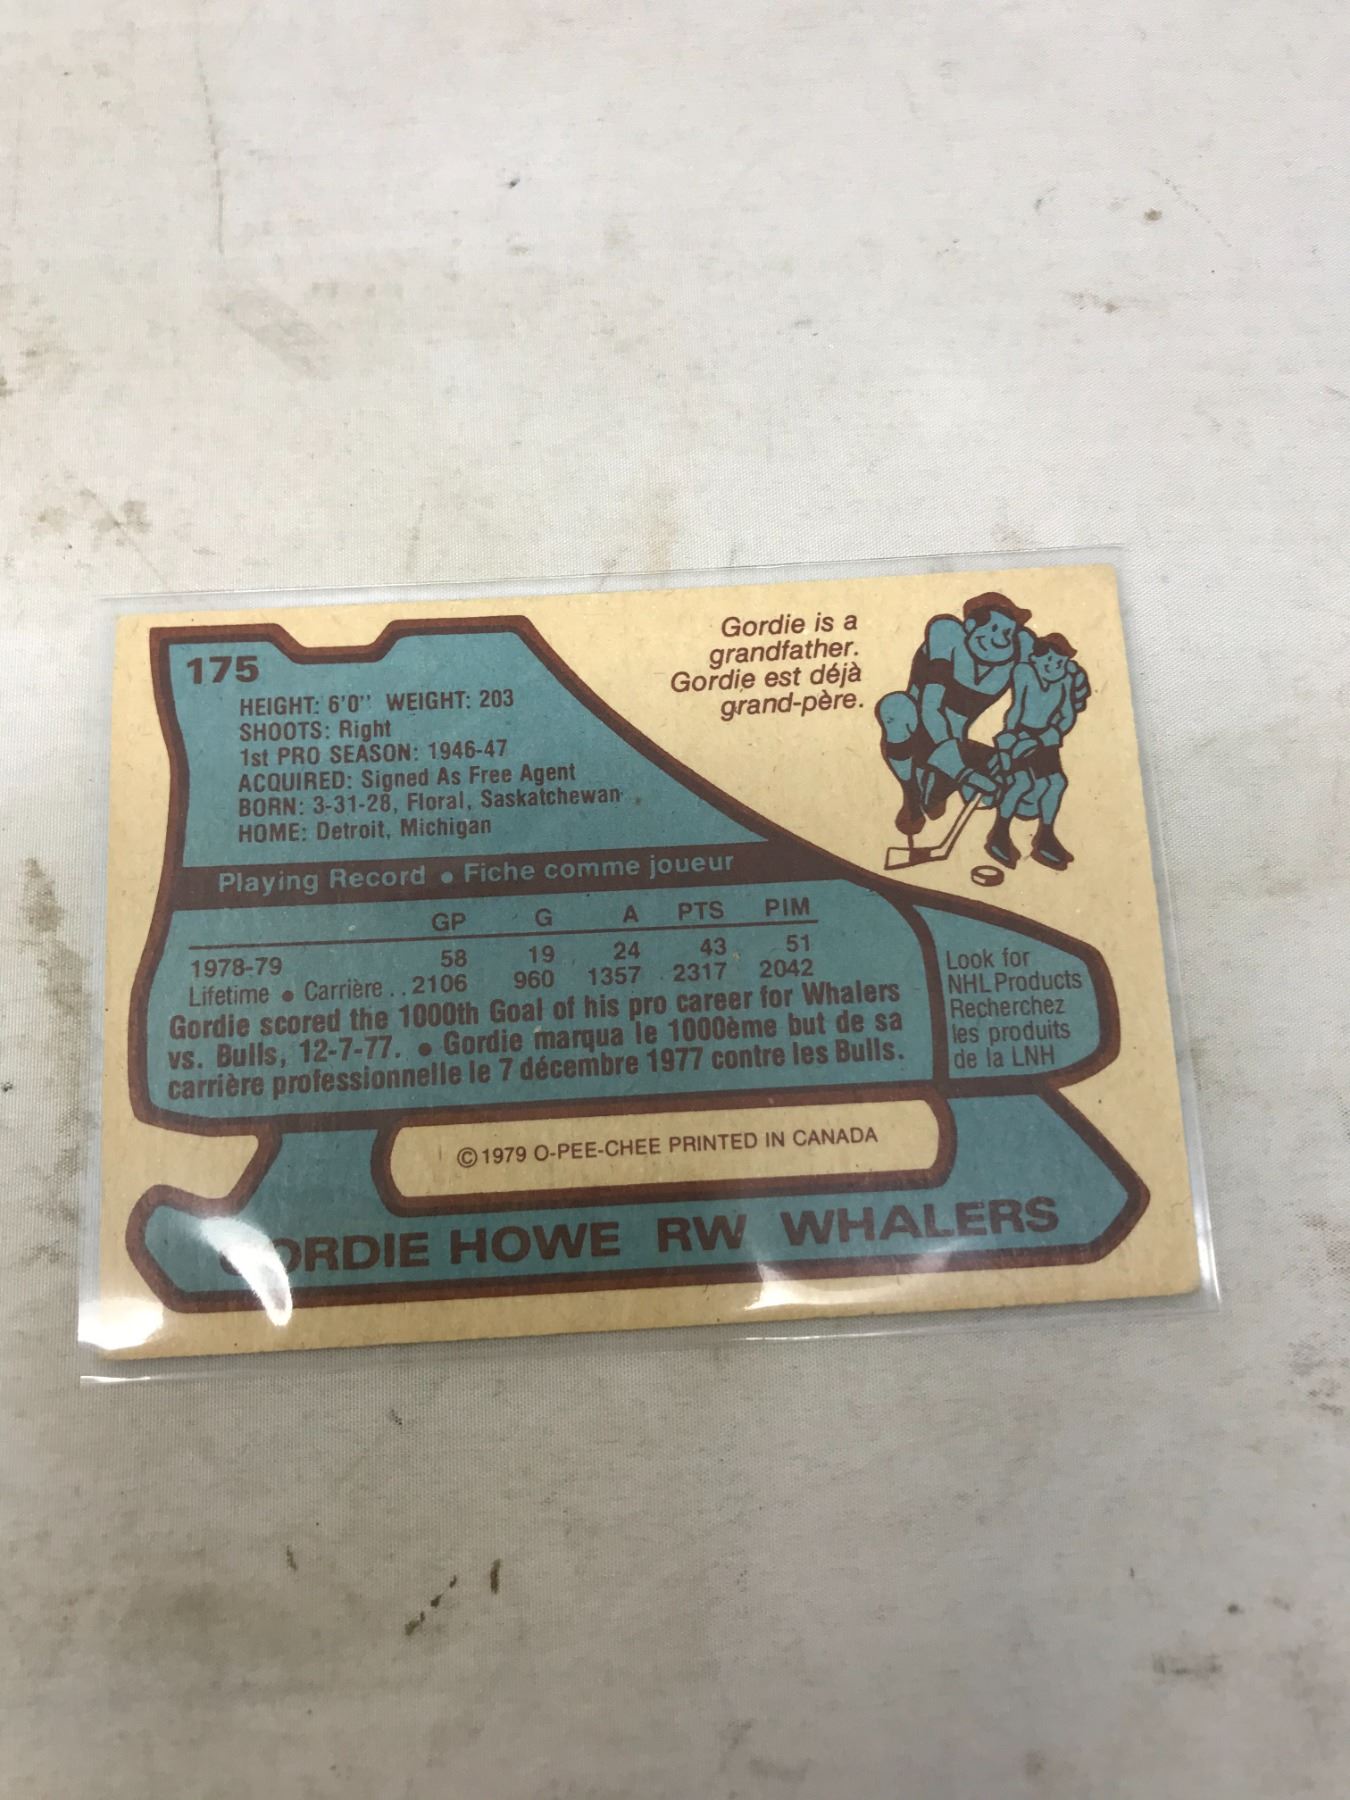 175
HEIGHT: 6'0" WEIGHT: 203
SHOOTS: Right
1st PRO SEASON: 1946-47
ACQUIRED: Signed As Free Agent
BORN: 3-31-28, Floral, Saskatchewan
HOME: Detroit, Michigan
Gordie is a
grandfather.
Gordie est déjà
grand-père.
Playing Record • Fiche comme joueur
GP G A PTS PIM
1978-79 58 19 24 43 51
Lifetime • Carrière .. 2106 960 1357 2317 2042
Gordie scored the 1000th Goal of his pro career for Whalers
vs. Bulls, 12-7-77. • Gordie marqua le 1000ème but de sa
carrière professionnelle le 7 décembre 1977 contre les Bulls.
Look for
NHL Products
Recherchez
les produits
de la LNH
© 1979 O-PEE-CHEE PRINTED IN CANADA
GORDIE HOWE RW WHALERS